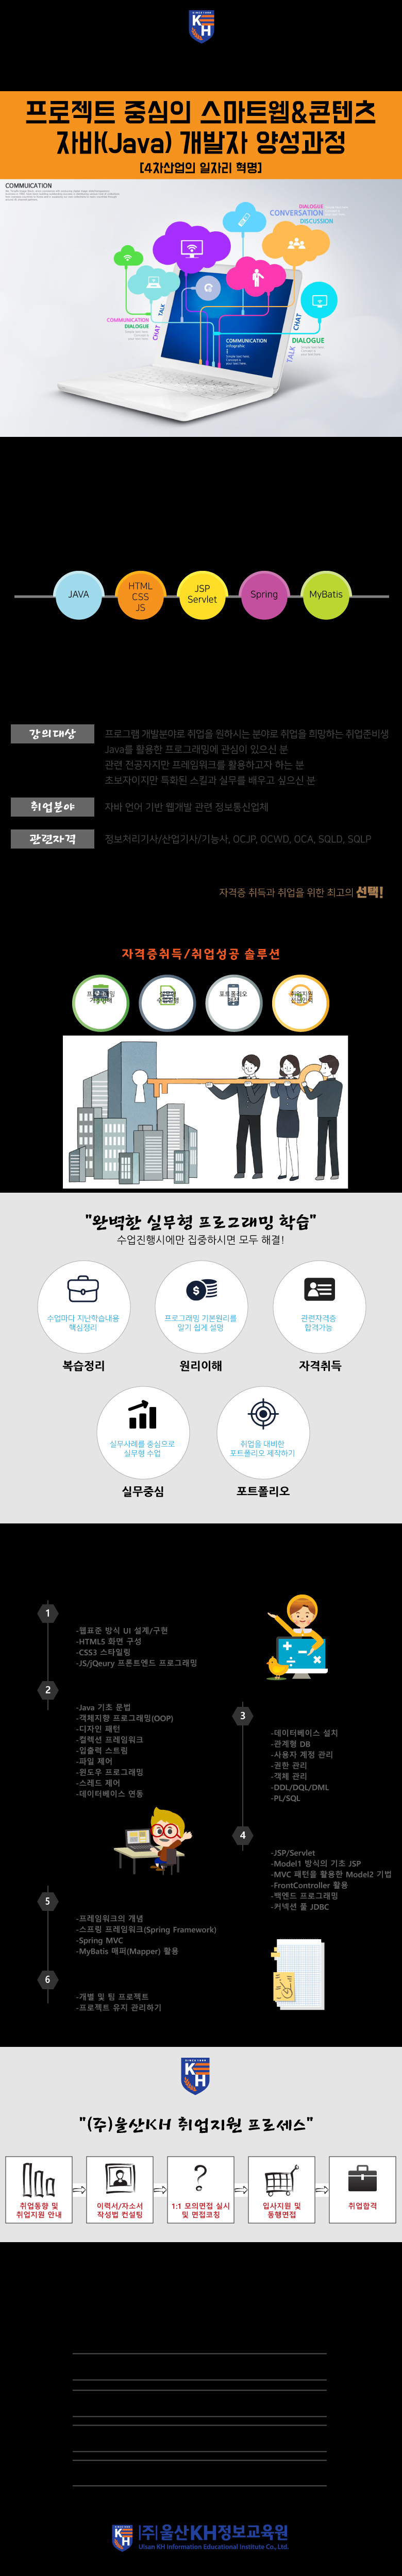 SINCE 1996
KH
프로젝트 중심의 스마트웹&콘텐츠
자바(Java) 개발자 양성과정
[4차산업의 일자리 혁명]
COMMUICATION
DIALOGUE
CONVERSATION
DISCUSSION
COMMUNICATION
DIALOGUE
CHAT
TALK
COMMUNICATION
infographic
CHAT
TALK
DIALOGUE
JAVA
HTML
CSS
JS
JSP
Servlet
Spring
MyBatis
강의대상
프로그램 개발분야로 취업을 원하시는 분야로 취업을 희망하는 취업준비생
Java를 활용한 프로그래밍에 관심이 있으신 분
관련 전공자지만 프레임워크를 활용하고자 하는 분
초보자이지만 특화된 스킬과 실무를 배우고 싶으신 분
취업분야
자바 언어 기반 웹개발 관련 정보통신업체
관련자격
정보처리기사/산업기사/기능사, OCJP, OCWD, OCA, SQLD, SQLP
자격증 취득과 취업을 위한 최고의 선택!
자격증취득/취업성공 솔루션
포트폴리오
취업지원
"완벽한 실무형 프로그래밍 학습"
수업진행시에만 집중하시면 모두 해결!
수업마다 지난학습내용
핵심정리
복습정리
프로그래밍 기본원리를
알기 쉽게 설명
원리이해
관련자격증
합격가능
자격취득
실무사례를 중심으로
실무형 수업
실무중심
취업을 대비한
포트폴리오 제작하기
포트폴리오
1
-웹표준 방식 UI 설계/구현
-HTML5 화면 구성
-CSS3 스타일링
-JS/jQeury 프론트엔드 프로그래밍
2
-Java 기초 문법
-객체지향 프로그래밍(OOP)
-디자인 패턴
-컬렉션 프레임워크
-입출력 스트림
-파일 제어
-윈도우 프로그래밍
-스레드 제어
-데이터베이스 연동
3
-데이터베이스 설치
-관계형 DB
-사용자 계정 관리
-권한 관리
-객체 관리
-DDL/DQL/DML
-PL/SQL
4
-JSP/Servlet
-Model1 방식의 기초 JSP
-MVC 패턴을 활용한 Model2 기법
-FrontController 활용
-백엔드 프로그래밍
-커넥션 풀 JDBC
5
-프레임워크의 개념
-스프링 프레임워크(Spring Framework)
-Spring MVC
-MyBatis 매퍼(Mapper) 활용
6
-개별 및 팀 프로젝트
-프로젝트 유지 관리하기
SINCE 1996
KH
"(주)울산KH 취업지원 프로세스"
취업동향 및
취업지원 안내
이력서/자소서
작성법 컨설팅
1:1 모의면접 실시
및 면접코칭
입사지원 및
동행면접
취업합격
KH
(주)울산KH정보교육원
Ulsan KH Information Educational Institute Co., Ltd.